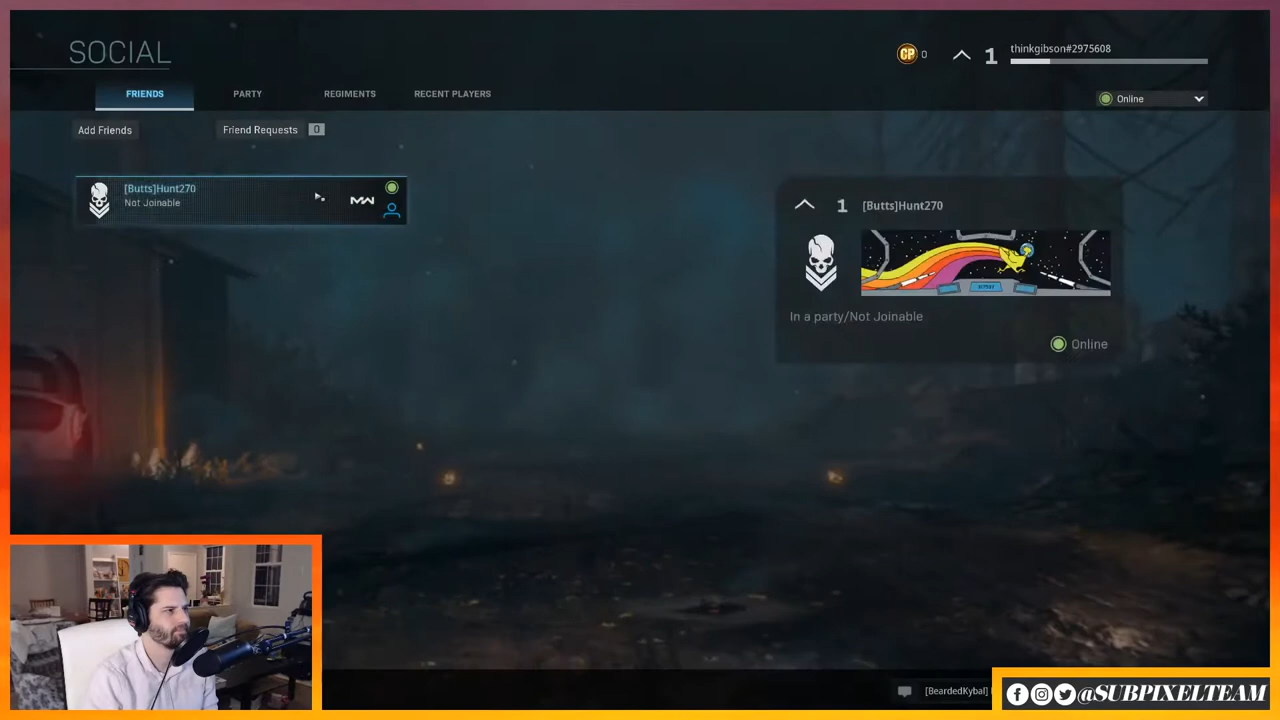 SOCIAL
CP 0
1
thinkgibson#2975608
FRIENDS
PARTY
REGIMENTS
RECENT PLAYERS
Online
Add Friends
Friend Requests 0
[Butts]Hunt270
Not Joinable
MW
1 [Butts]Hunt270
In a party/Not Joinable
Online
[BeardedKybal]
@SUBPIXELTEAM